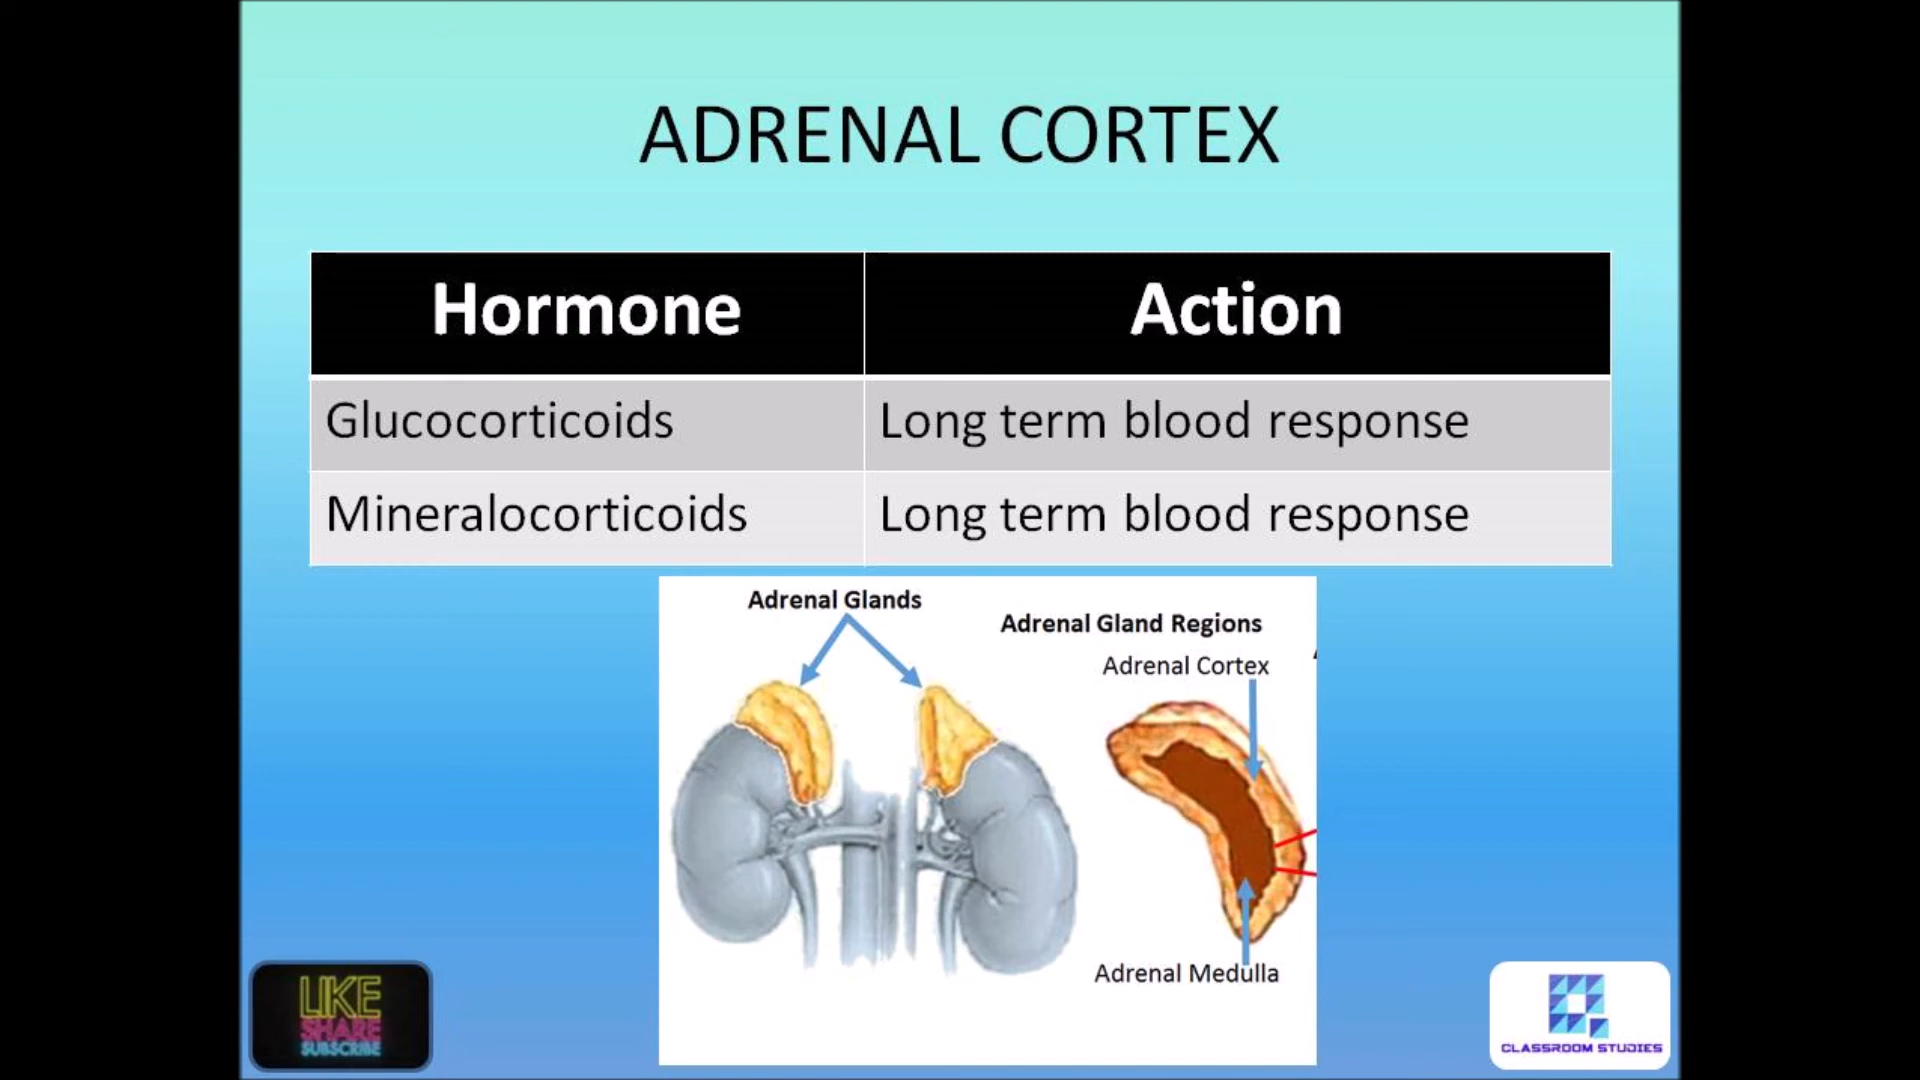 ADRENAL CORTEX
Hormone Action
Glucocorticoids Long term blood response
Mineralocorticoids Long term blood response
Adrenal Glands
Adrenal Gland Regions
Adrenal Cortex
Adrenal Medulla
LIKE
SHARE
SUBSCRIBE
CLASSROOM STUDIES